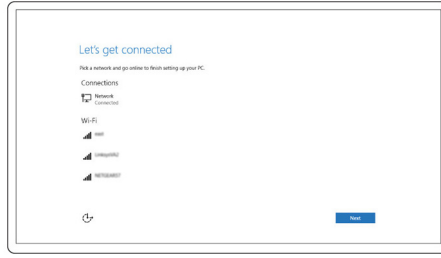 Let's get connected
Pick a network and go online to finish setting up your PC.
Connections
Network
Connected
Wi-Fi
Next